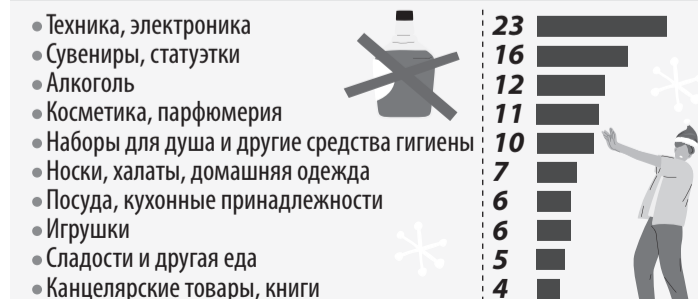 Техника, электроника 23
Сувениры, статуэтки 16
Алкоголь 12
Косметика, парфюмерия 11
Наборы для душа и другие средства гигиены 10
Носки, халаты, домашняя одежда 7
Посуда, кухонные принадлежности 6
Игрушки 6
Сладости и другая еда 5
Канцелярские товары, книги 4